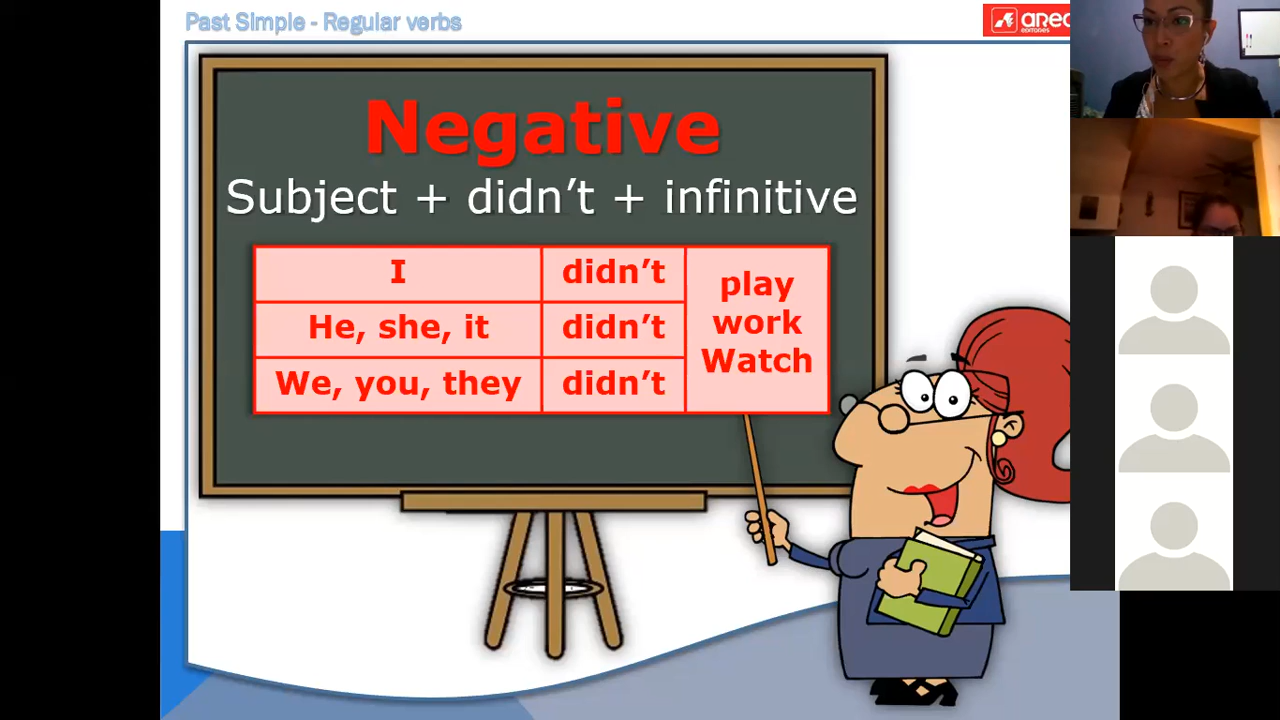 Past Simple - Regular verbs
Negative
Subject + didn’t + infinitive
I didn’t
He, she, it didn’t
We, you, they didn’t
play
work
Watch